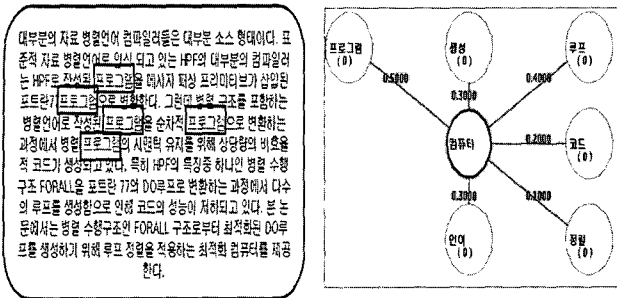 대부분의 자료 병렬언어 컴파일러들은 대부분 소스 형태이다. 표
준적 자료 병렬언어로 인식 되고 있는 HPF의 대부분의 컴파일러
는 HPF로 작성된 프로그램을 메시지 패싱 프리미티브가 삽입된
포트란77 프로그램으로 변환한다. 그런데 병렬 구조를 포함하는
병렬언어로 작성된 프로그램을 순차적 프로그램으로 변환하는
과정에서 병렬 프로그램의 시멘틱 유지를 위해 상당량의 비효율
적 코드가 생성되고 있다. 특히 HPF의 특징중 하나인 병렬 수행
구조 FORALL을 포트란 77의 DO루프로 변환하는 과정에서 다수
의 루프를 생성함으로 인해 코드의 성능이 저하되고 있다. 본 논
문에서는 병렬 수행구조인 FORALL 구조로부터 최적화된 DO루
프를 생성하기 위해 루프 정렬을 적용하는 최적화 컴퓨터를 제공
한다.
프로그램
(0)
생성
(0)
루프
(0)
0.5000
0.3000
0.4000
컴퓨터
0.2000
코드
(0)
0.3000
0.1000
언어
(0)
정렬
(0)